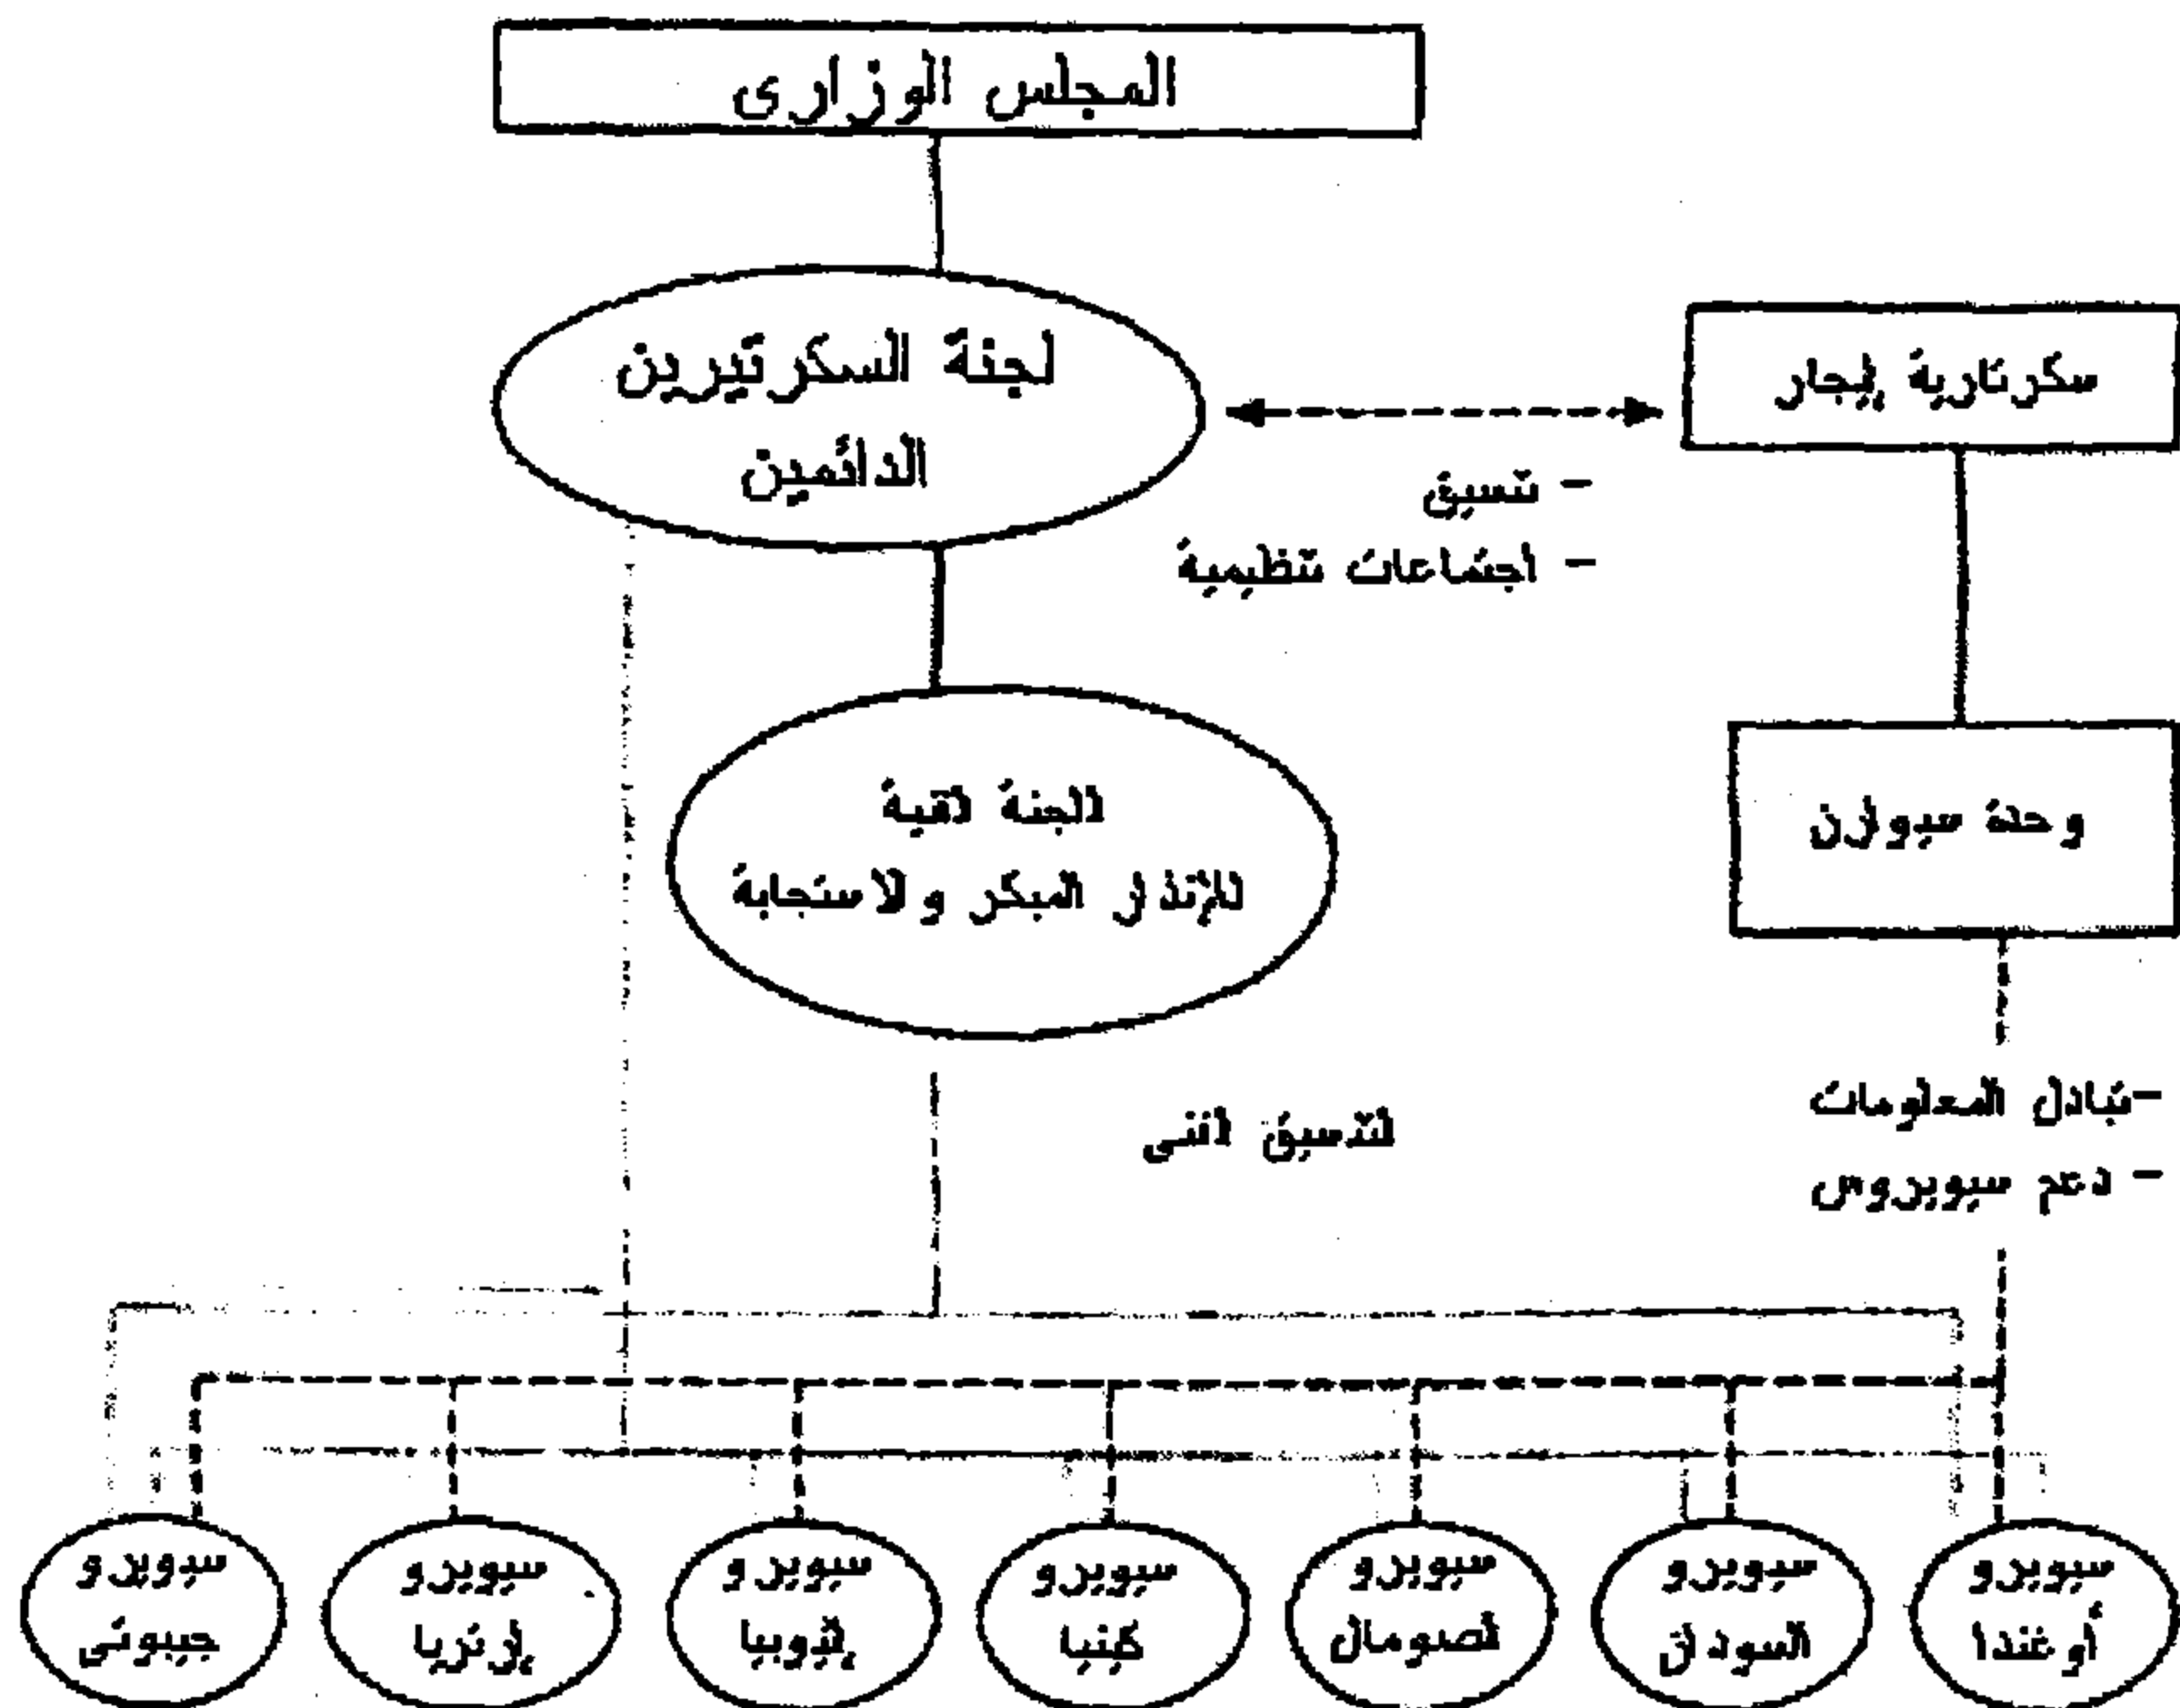 المجلس الوزارى
لجنة السكرتيرين
الدائمين
سكرتارية إيجار
- تنسيق
- اجتماعات تنظيمية
اللجنة الفنية
للإنذار المبكر والاستجابة
وحدة سيوارن
التنسيق الفنى
-تبادل المعلومات
- دعم سيويروس
سيويرو
أوغندا
سيويرو
السودان
سيويرو
الصومال
سيويرو
كينيا
سيويرو
إثيوبيا
سيويرو
إرتريا
سيويرو
جيبوتى